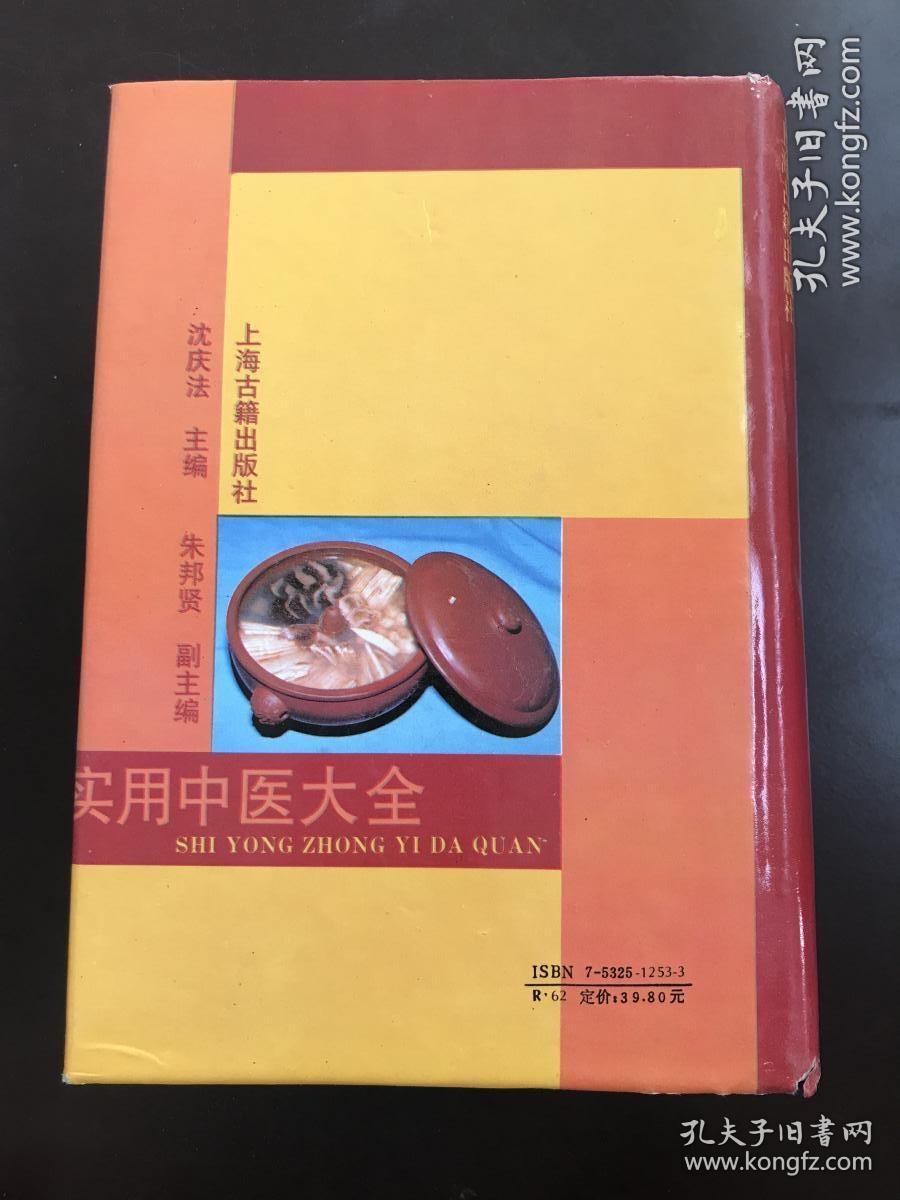 孔夫子旧书网
www.kongfz.com
上海古籍出版社
沈庆法 主编 朱邦贤 副主编
实用中医大全
SHI YONG ZHONG YI DA QUAN
ISBN 7-5325-1253-3
R·62 定价:39.80元
孔夫子旧书网
www.kongfz.com